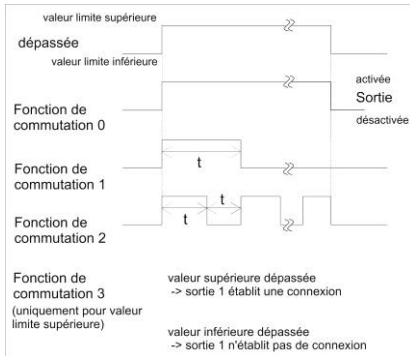 valeur limite supérieure
dépassée
valeur limite inférieure
activée
Fonction de
commutation 0
Sortie
désactivée
Fonction de
commutation 1
t
Fonction de
commutation 2
t
t
Fonction de
commutation 3
(uniquement pour valeur
limite supérieure)
valeur supérieure dépassée
-> sortie 1 établit une connexion
valeur inférieure dépassée
-> sortie 1 n'établit pas de connexion